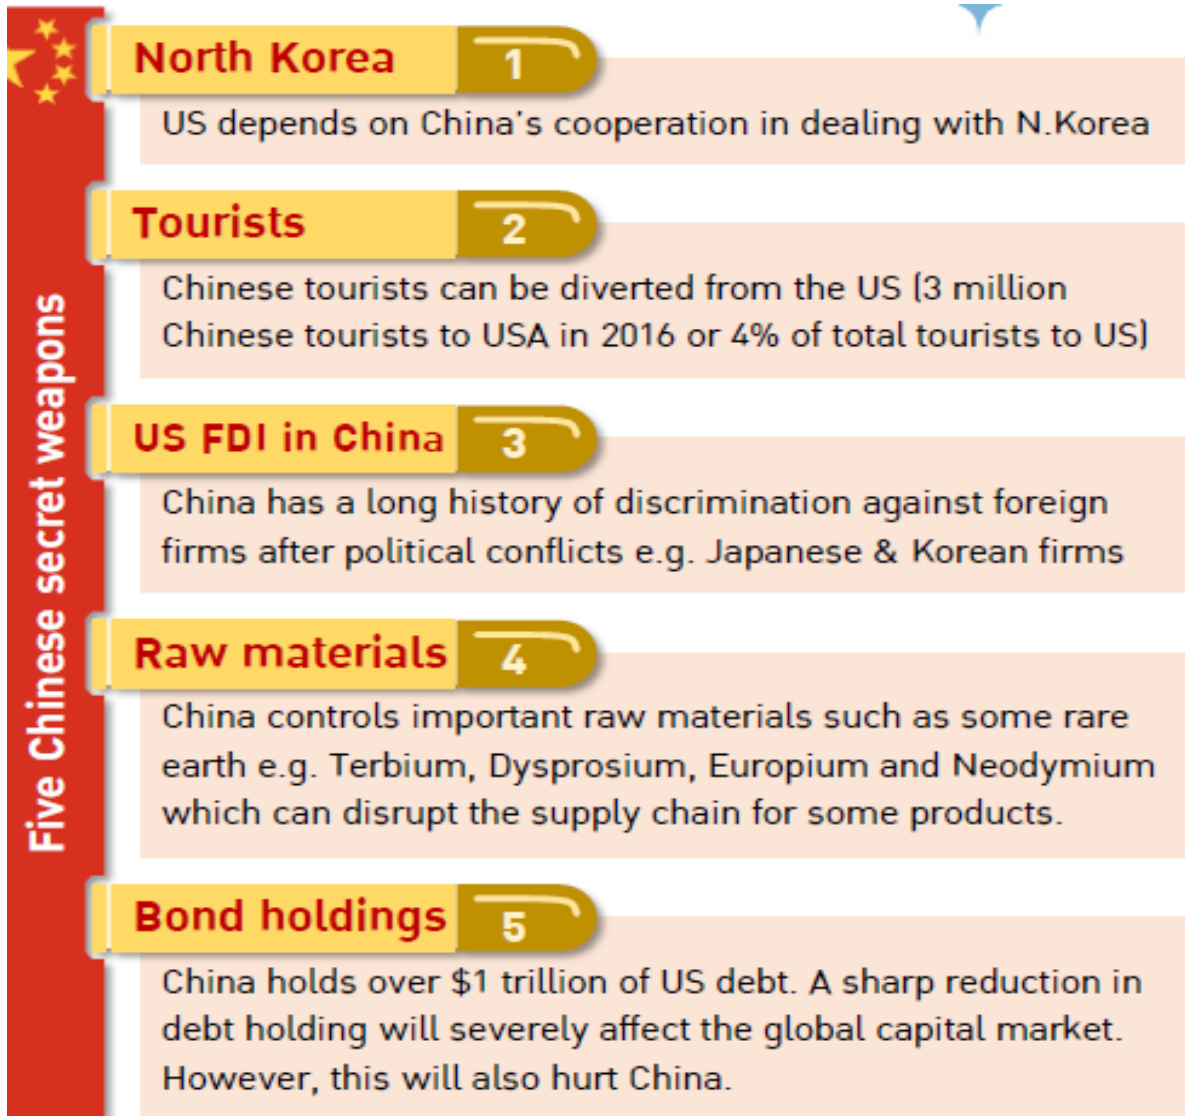 Five Chinese secret weapons
North Korea 1
US depends on China's cooperation in dealing with N.Korea
Tourists 2
Chinese tourists can be diverted from the US (3 million
Chinese tourists to USA in 2016 or 4% of total tourists to US)
US FDI in China 3
China has a long history of discrimination against foreign
firms after political conflicts e.g. Japanese & Korean firms
Raw materials 4
China controls important raw materials such as some rare
earth e.g. Terbium, Dysprosium, Europium and Neodymium
which can disrupt the supply chain for some products.
Bond holdings 5
China holds over $1 trillion of US debt. A sharp reduction in
debt holding will severely affect the global capital market.
However, this will also hurt China.